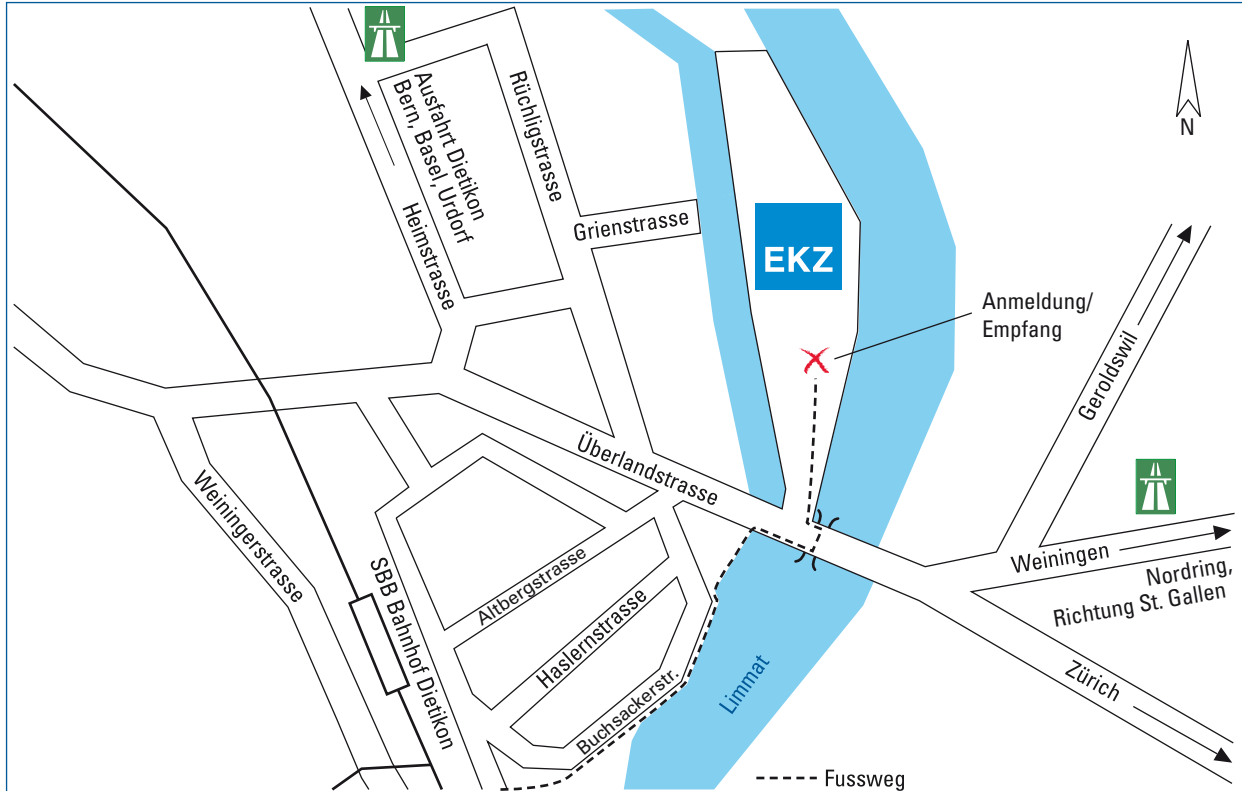 Ausfahrt Dietikon
Bern, Basel, Urdorf
Heimstrasse
Rüchligstrasse
Grienstrasse
EKZ
N
Anmeldung/
Empfang
Geroldswil
Überlandstrasse
Weiningerstrasse
SBB Bahnhof Dietikon
Altbergstrasse
Haslernstrasse
Buchsackerstr.
Limmat
Weiningen
Nordring,
Richtung St. Gallen
Zürich
Fussweg